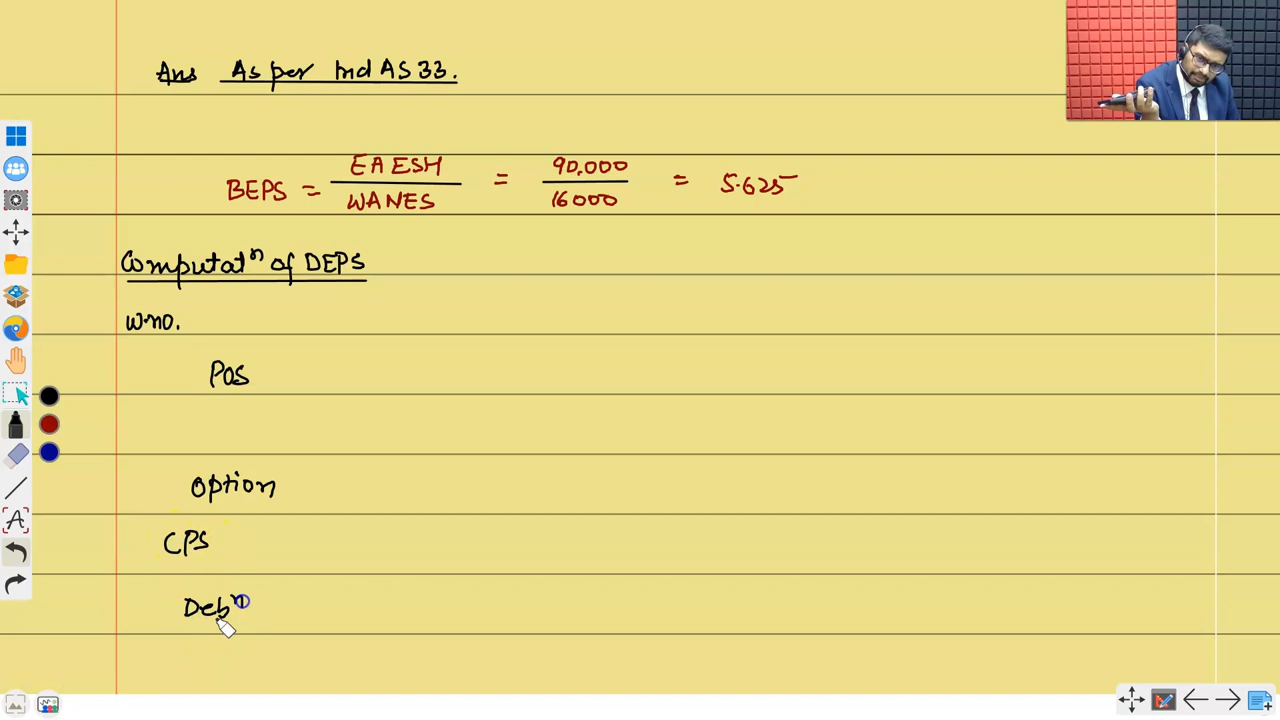 Ans As per Ind AS 33.
BEPS = EAESH / WANES = 90,000 / 16000 = 5.625
Computatⁿ of DEPS
W.no.
POS
Option
CPS
Debⁿ